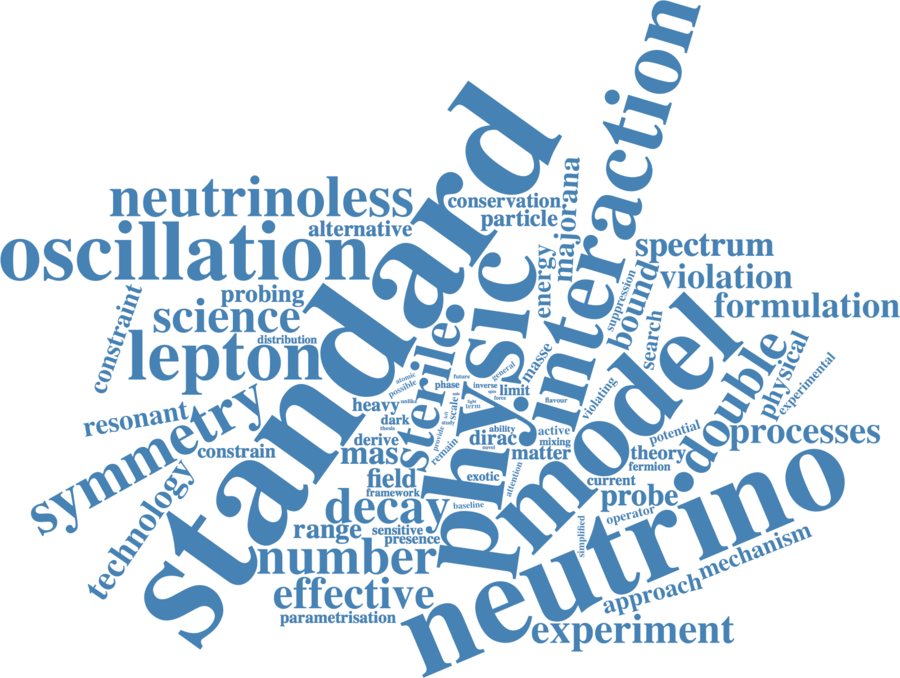 standard
interaction
physic
model
neutrino
neutrinoless
conservation
particle
majorana
alternative
oscillation
energy
spectrum
bound
suppression
violation
probing
constraint
science
formulation
distribution
lepton
search
masse
double
physical
experimental
sterile
atomic
possible
phase
future
inverse
general
limit
flavour
violating
resonant
heavy
unlike
scale
light
term
spin
force
symmetry
dark
thesis
provide
study
ability
novel
dirac
active
mixing
potential
processes
constrain
derive
mas
remain
matter
theory
fermion
technology
field
framework
exotic
attention
current
probe
decay
baseline
operator
range
sensitive
presence
simplified
number
mechanism
effective
approach
parametrisation
experiment